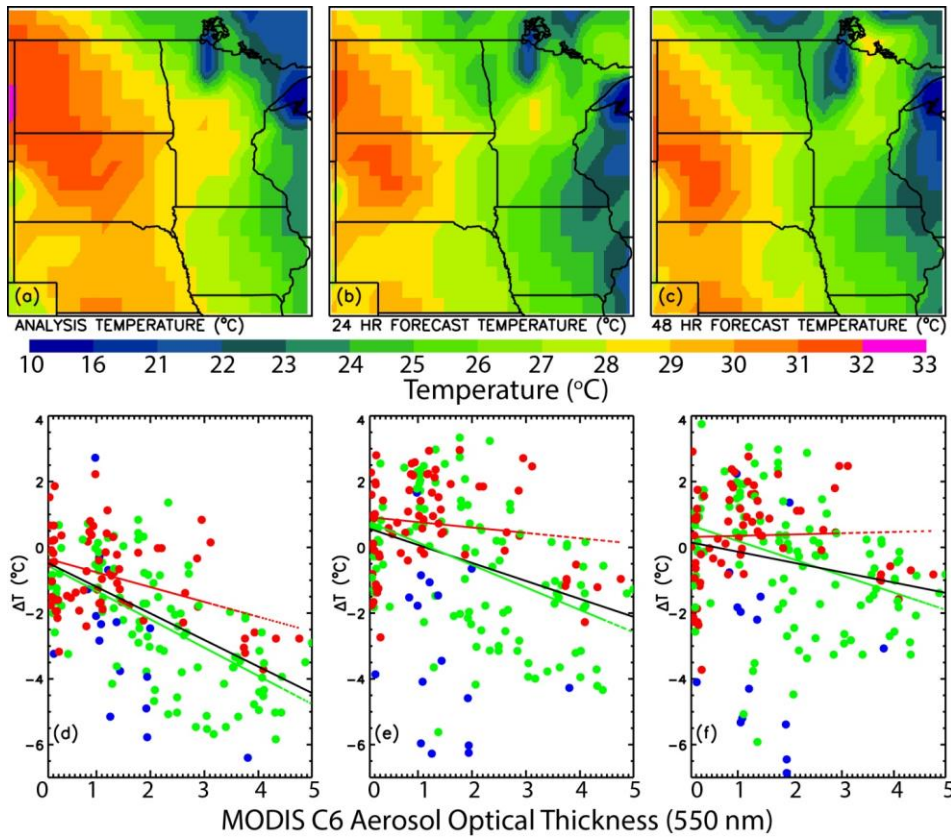 (a) (b) (c)
ANALYSIS TEMPERATURE (°C) 24 HR FORECAST TEMPERATURE (°C) 48 HR FORECAST TEMPERATURE (°C)
10 16 21 22 23 24 25 26 27 28 29 30 31 32 33
Temperature (°C)
4 4 4
2 2 2
0 0 0
ΔT (°C) ΔT (°C) ΔT (°C)
-2 -2 -2
-4 -4 -4
-6 -6 -6
(d) (e) (f)
0 1 2 3 4 5 0 1 2 3 4 5 0 1 2 3 4 5
MODIS C6 Aerosol Optical Thickness (550 nm)